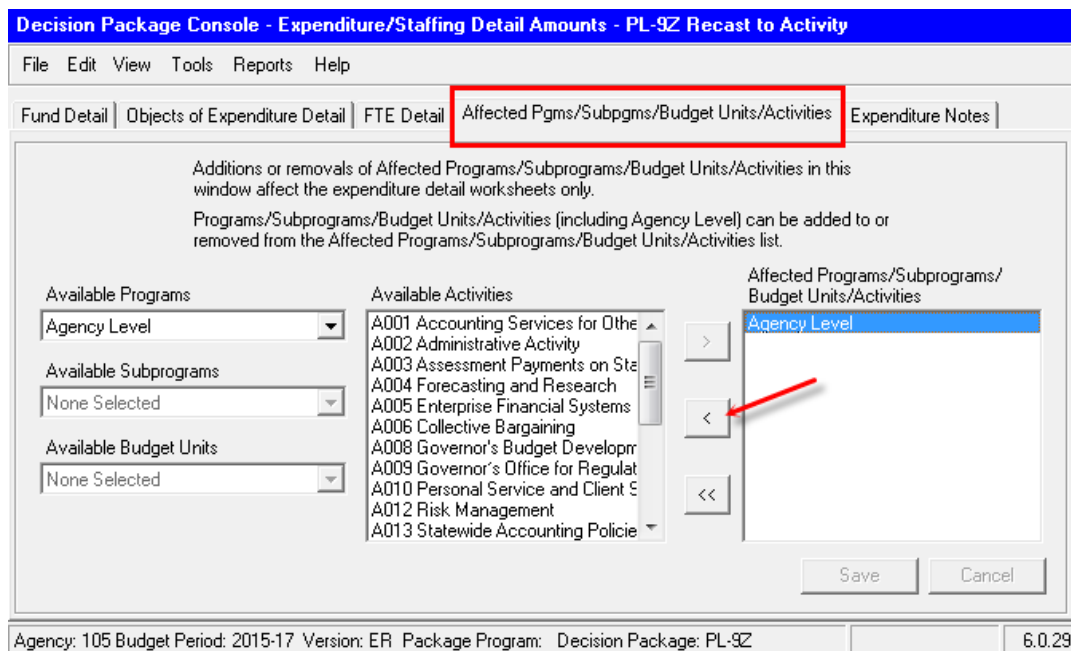 Decision Package Console - Expenditure/Staffing Detail Amounts - PL-9Z Recast to Activity
File Edit View Tools Reports Help
Fund Detail Objects of Expenditure Detail FTE Detail Affected Pgms/Subpgms/Budget Units/Activities Expenditure Notes
Additions or removals of Affected Programs/Subprograms/Budget Units/Activities in this
window affect the expenditure detail worksheets only.
Programs/Subprograms/Budget Units/Activities (including Agency Level) can be added to or
removed from the Affected Programs/Subprograms/Budget Units/Activities list.
Available Programs
Agency Level
Available Subprograms
None Selected
Available Budget Units
None Selected
Available Activities
A001 Accounting Services for Othe
A002 Administrative Activity
A003 Assessment Payments on Sta
A004 Forecasting and Research
A005 Enterprise Financial Systems
A006 Collective Bargaining
A008 Governor's Budget Developm
A009 Governor's Office for Regulat
A010 Personal Service and Client S
A012 Risk Management
A013 Statewide Accounting Policie
>
<
<<
Affected Programs/Subprograms/
Budget Units/Activities
Agency Level
Save Cancel
Agency: 105 Budget Period: 2015-17 Version: ER Package Program: Decision Package: PL-9Z 6.0.29